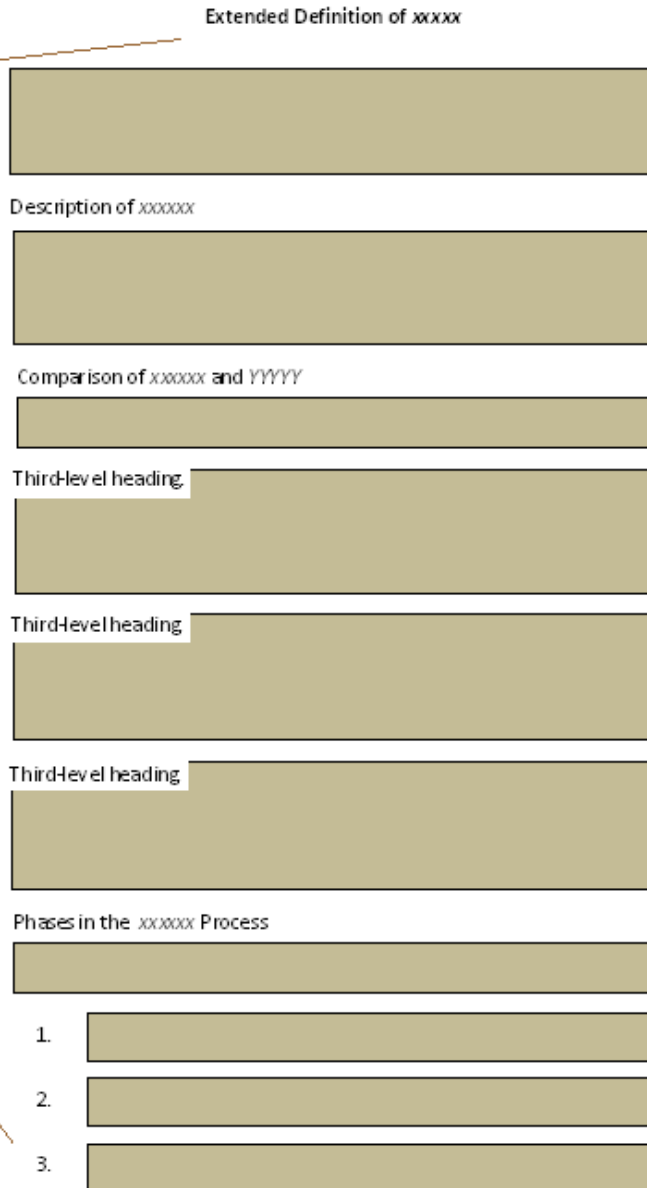 Extended Definition of xxxxx
Description of xxxxxx
Comparison of xxxxxx and YYYYY
Third-level heading.
Third-level heading
Third-level heading
Phases in the xxxxxx Process
1.
2.
3.